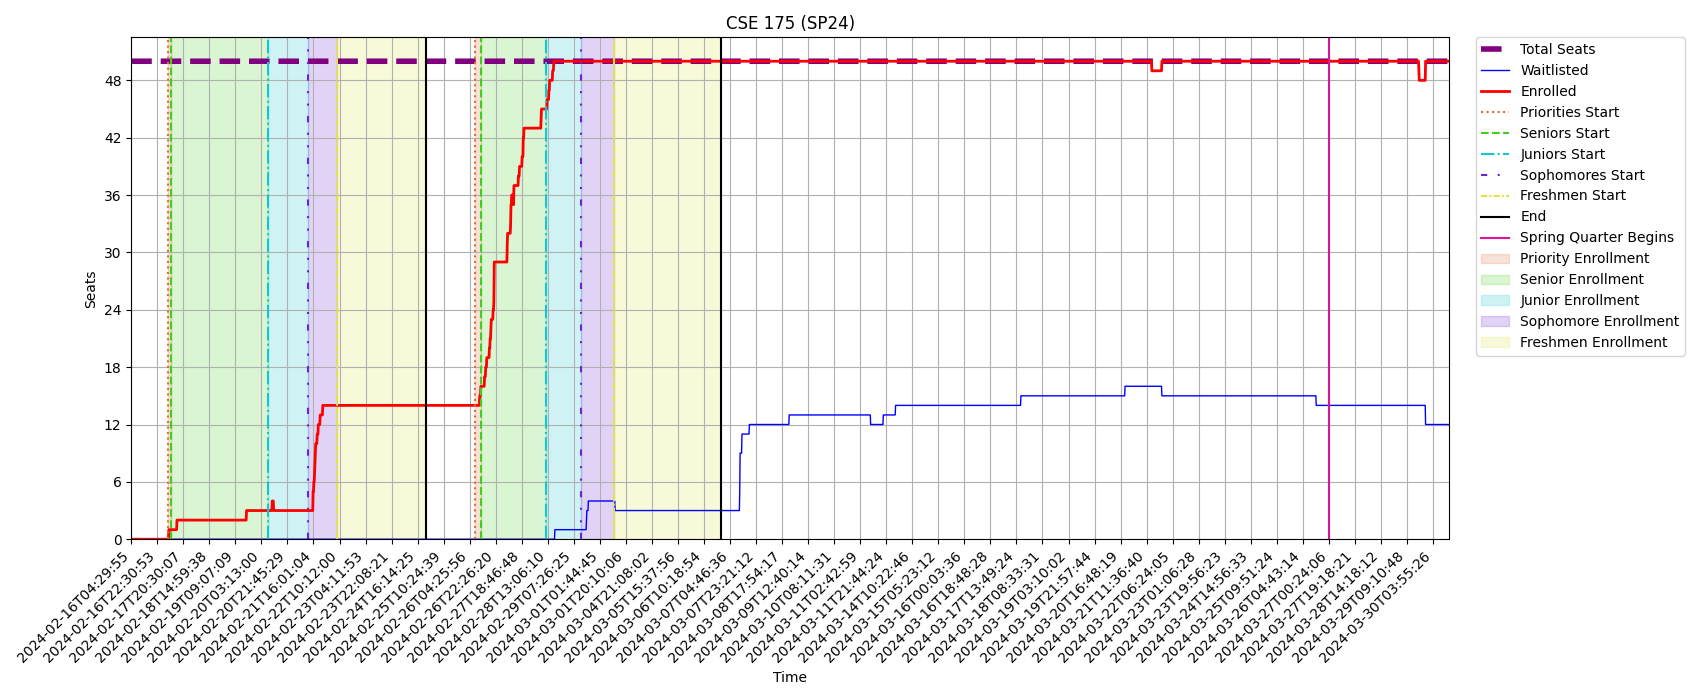 CSE 175 (SP24)
Seats
48
42
36
30
24
18
12
6
0
2024-02-16T04:29:55
2024-02-16T22:30:53
2024-02-17T20:30:07
2024-02-18T14:59:38
2024-02-19T09:07:09
2024-02-20T03:13:00
2024-02-20T21:45:29
2024-02-21T16:01:04
2024-02-22T10:12:00
2024-02-23T04:11:53
2024-02-23T22:08:21
2024-02-24T16:14:23
2024-02-25T10:24:39
2024-02-26T04:25:56
2024-02-26T22:26:20
2024-02-27T18:46:48
2024-02-28T13:06:10
2024-02-29T07:26:25
2024-03-01T01:44:45
2024-03-01T20:10:06
2024-03-04T21:08:02
2024-03-05T15:37:56
2024-03-06T10:18:54
2024-03-07T04:46:36
2024-03-07T23:21:12
2024-03-08T17:54:17
2024-03-09T12:40:14
2024-03-10T08:11:31
2024-03-11T02:42:59
2024-03-11T21:44:24
2024-03-14T10:22:46
2024-03-15T05:23:12
2024-03-16T00:03:36
2024-03-16T18:48:28
2024-03-17T13:49:24
2024-03-18T08:33:31
2024-03-19T03:10:02
2024-03-19T21:57:44
2024-03-20T16:48:19
2024-03-21T11:36:40
2024-03-22T06:24:05
2024-03-23T01:06:28
2024-03-23T19:56:23
2024-03-24T14:56:33
2024-03-25T09:51:24
2024-03-26T04:43:14
2024-03-27T00:24:06
2024-03-27T19:18:21
2024-03-28T14:18:12
2024-03-29T09:10:48
2024-03-30T03:55:26
Time
Total Seats
Waitlisted
Enrolled
Priorities Start
Seniors Start
Juniors Start
Sophomores Start
Freshmen Start
End
Spring Quarter Begins
Priority Enrollment
Senior Enrollment
Junior Enrollment
Sophomore Enrollment
Freshmen Enrollment